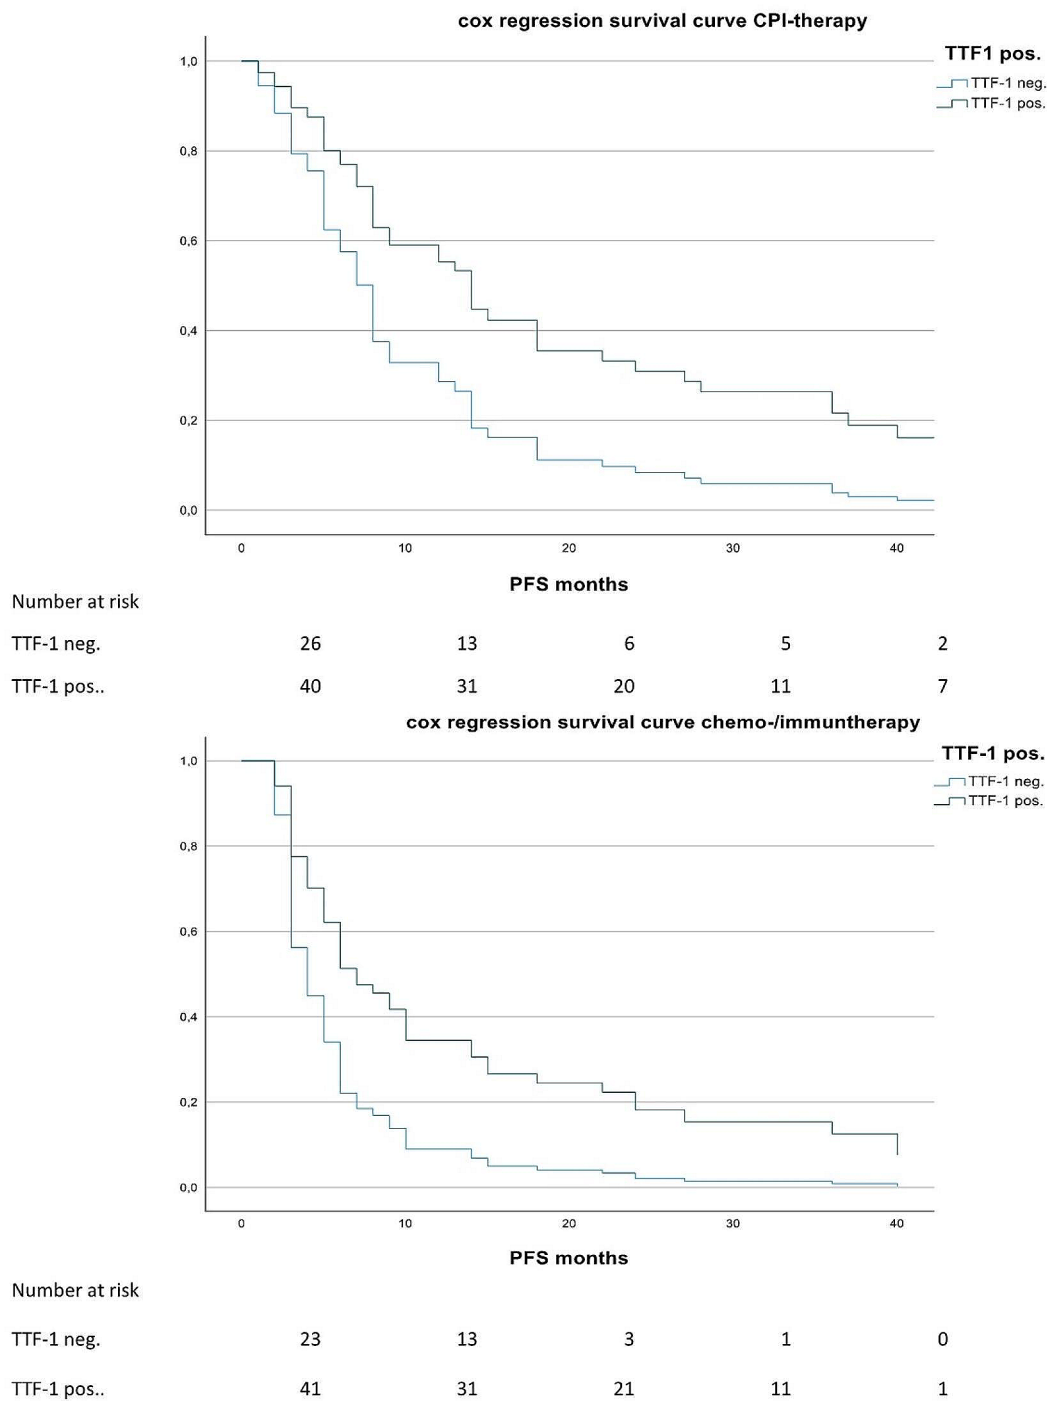 cox regression survival curve CPI-therapy
TTF1 pos.
TTF-1 neg.
TTF-1 pos.
1,0
0,8
0,6
0,4
0,2
0,0
0 10 20 30 40
PFS months
Number at risk
TTF-1 neg. 26 13 6 5 2
TTF-1 pos.. 40 31 20 11 7
cox regression survival curve chemo-/immuntherapy
TTF-1 pos.
TTF-1 neg.
TTF-1 pos.
1,0
0,8
0,6
0,4
0,2
0,0
0 10 20 30 40
PFS months
Number at risk
TTF-1 neg. 23 13 3 1 0
TTF-1 pos.. 41 31 21 11 1